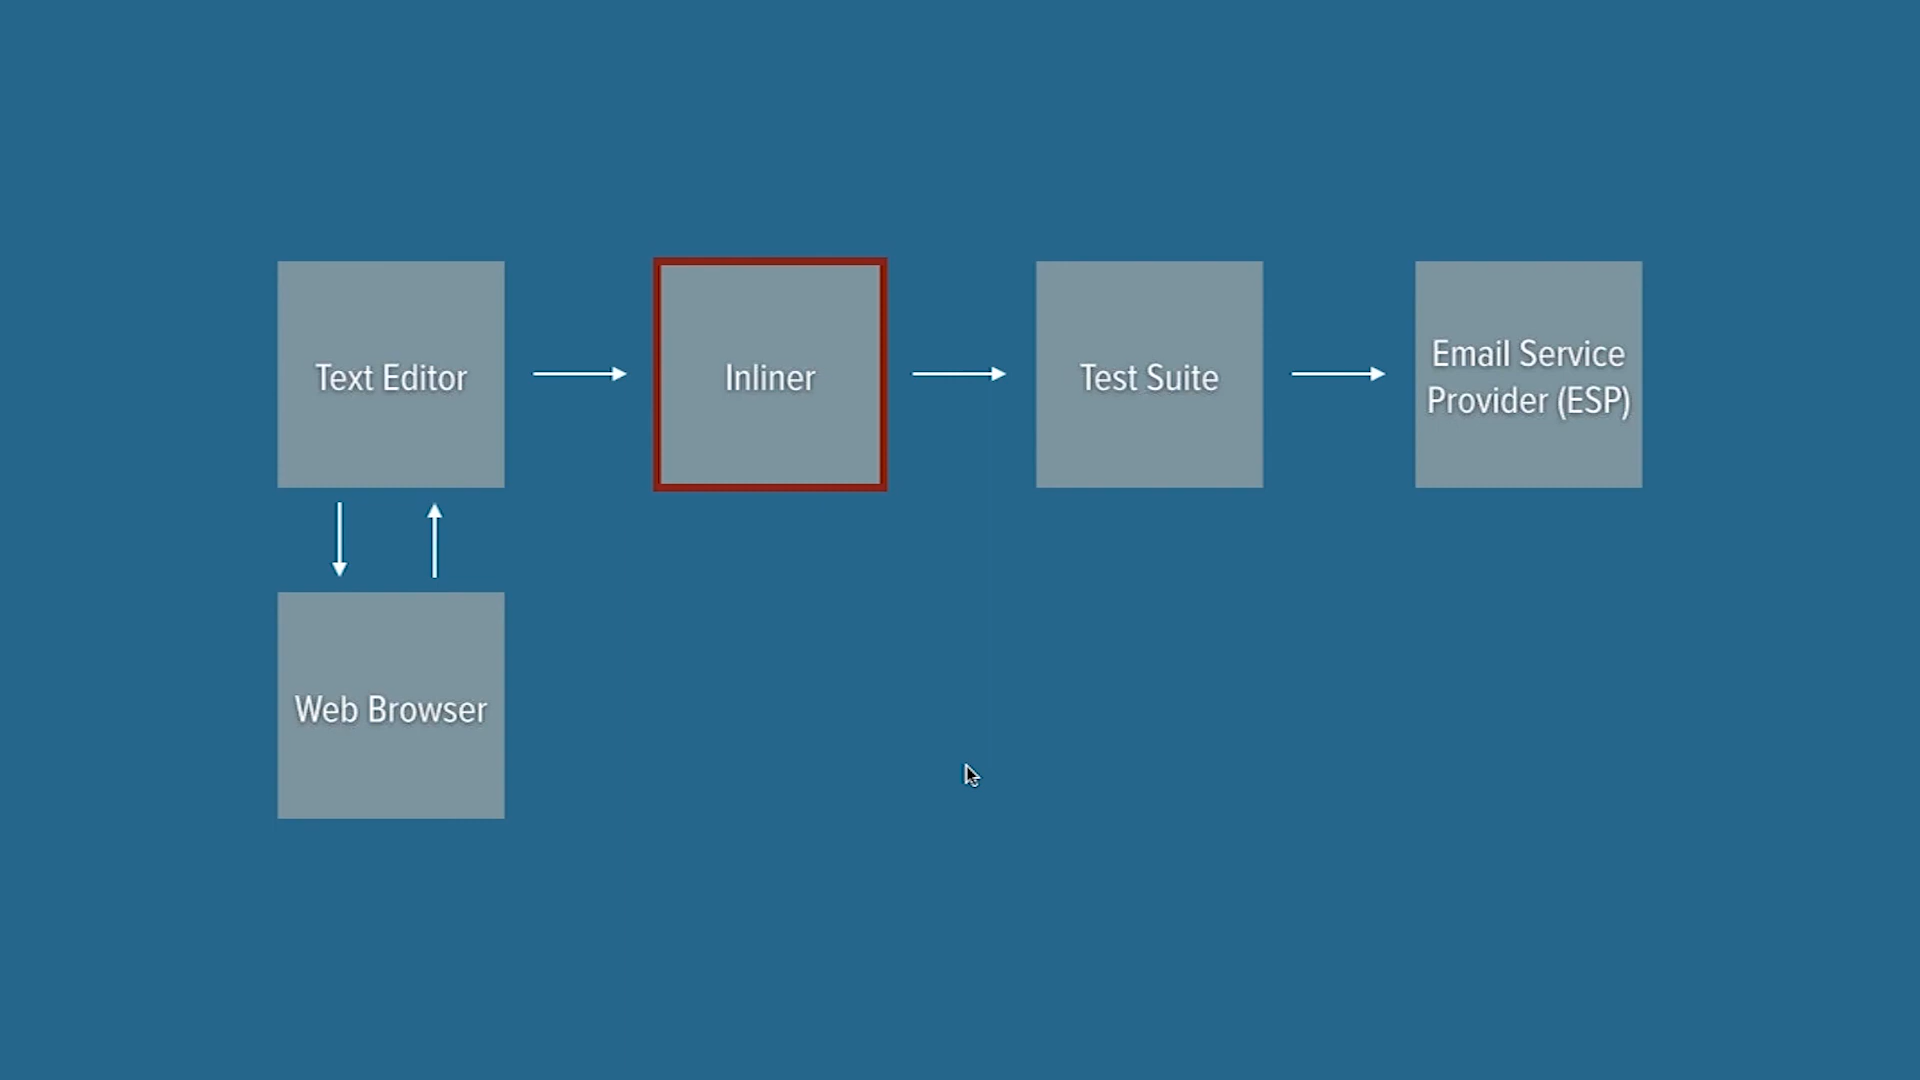 Text Editor
Inliner
Test Suite
Email Service
Provider (ESP)
Web Browser